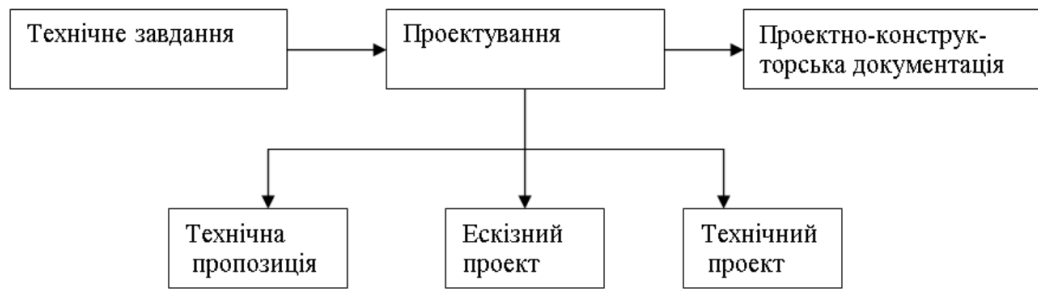 Технічне завдання
Проектування
Проектно-конструк-
торська документація
Технічна
пропозиція
Ескізний
проект
Технічний
проект